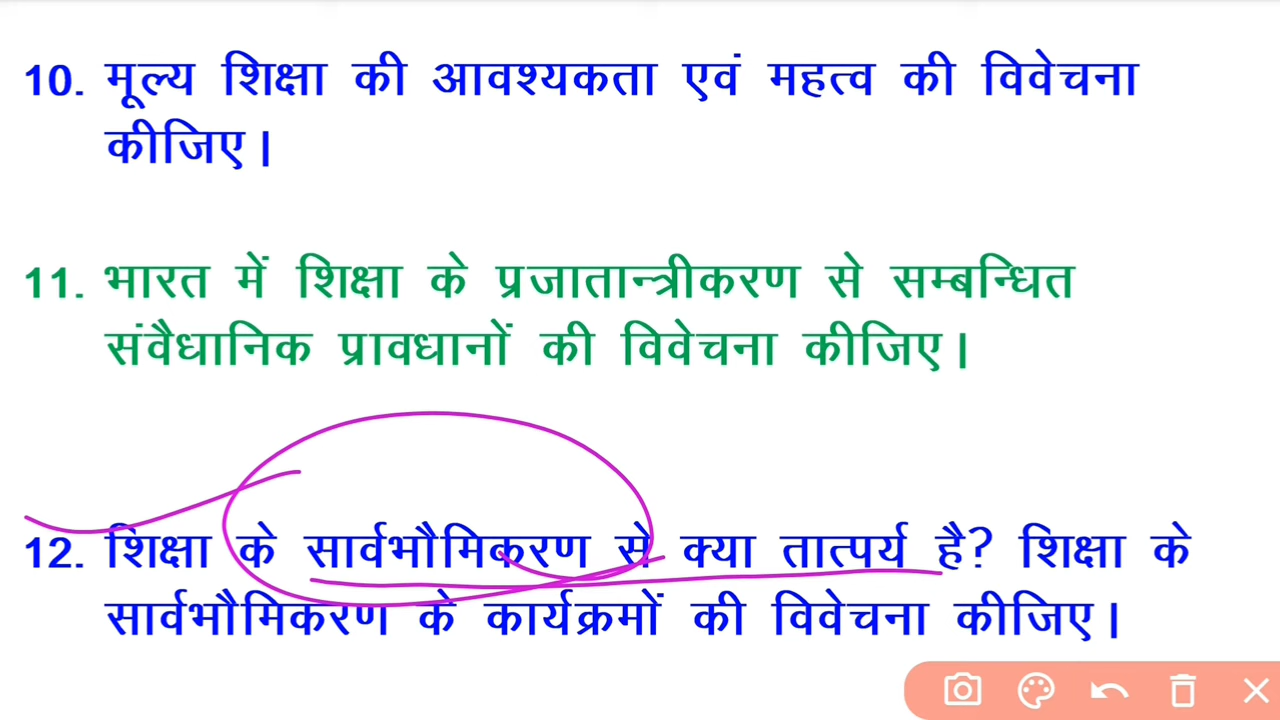 10. मूल्य शिक्षा की आवश्यकता एवं महत्व की विवेचना
कीजिए।
11. भारत में शिक्षा के प्रजातान्त्रीकरण से सम्बन्धित
संवैधानिक प्रावधानों की विवेचना कीजिए।
12. शिक्षा के सार्वभौमिकरण से क्या तात्पर्य है? शिक्षा के
सार्वभौमिकरण के कार्यक्रमों की विवेचना कीजिए।